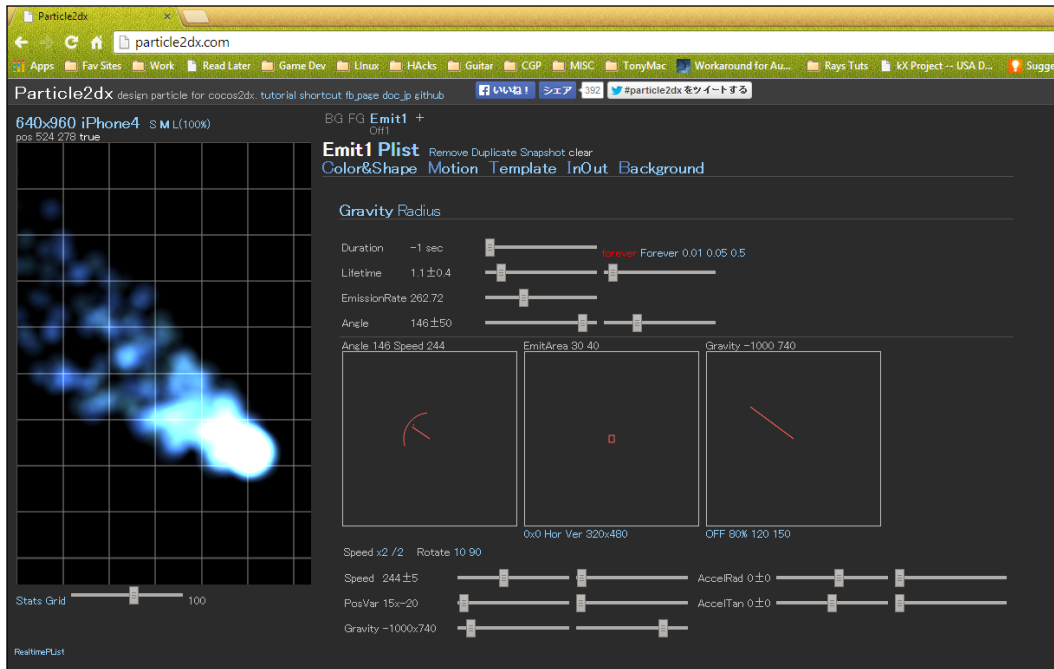 Particle2dx
particle2dx.com
Apps Fav Sites Work Read Later Game Dev Linux HAcks Guitar CGP MISC TonyMac Workaround for Au... Rays Tuts kX Project -- USA D... Sugge
Particle2dx design particle for cocos2dx. tutorial shortcut fb_page doc_jp github いいね! シェア 392 #particle2dx をツイートする
640x960 iPhone4 S M L(100%)
pos 524 278 true
BG FG Emit1 +
Off1
Emit1 Plist Remove Duplicate Snapshot clear
Color&Shape Motion Template InOut Background
Gravity Radius
Duration -1 sec forever Forever 0.01 0.05 0.5
Lifetime 1.1±0.4
EmissionRate 262.72
Angle 146±50
Angle 146 Speed 244 EmitArea 30 40 Gravity -1000 740
0x0 Hor Ver 320x480 OFF 80% 120 150
Speed x2 /2 Rotate 10 90
Speed 244±5 AccelRad 0±0
PosVar 15x-20 AccelTan 0±0
Gravity -1000x740
Stats Grid 100
RealtimePList